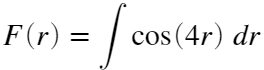 F(r) = ∫ cos(4r) dr